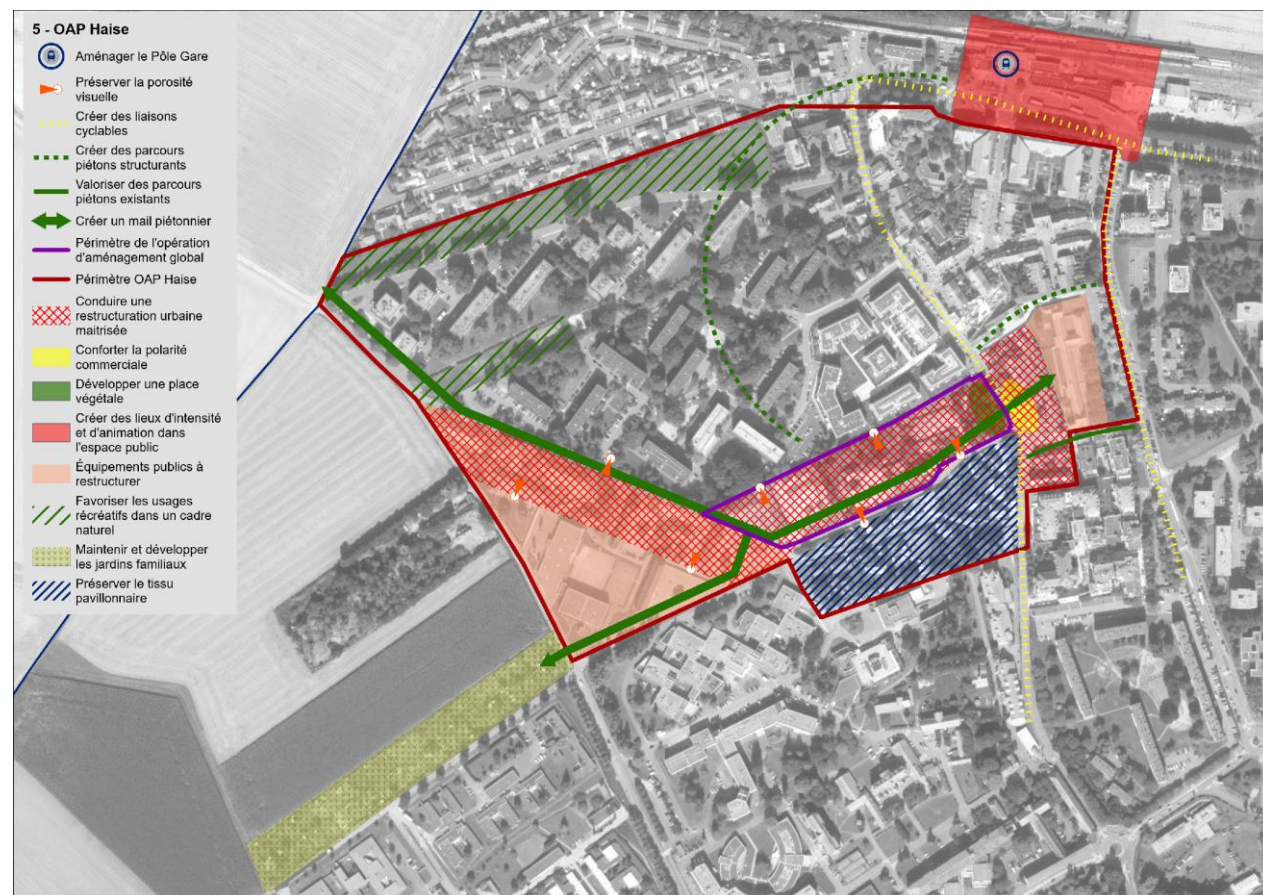 5 - OAP Haise
Aménager le Pôle Gare
Préserver la porosité
visuelle
Créer des liaisons
cyclables
Créer des parcours
piétons structurants
Valoriser des parcours
piétons existants
Créer un mail piétonnier
Périmètre de l'opération
d'aménagement global
Périmètre OAP Haise
Conduire une
restructuration urbaine
maitrisée
Conforter la polarité
commerciale
Développer une place
végétale
Créer des lieux d'intensité
et d'animation dans
l'espace public
Équipements publics à
restructurer
Favoriser les usages
récréatifs dans un cadre
naturel
Maintenir et développer
les jardins familiaux
Préserver le tissu
pavillonnaire